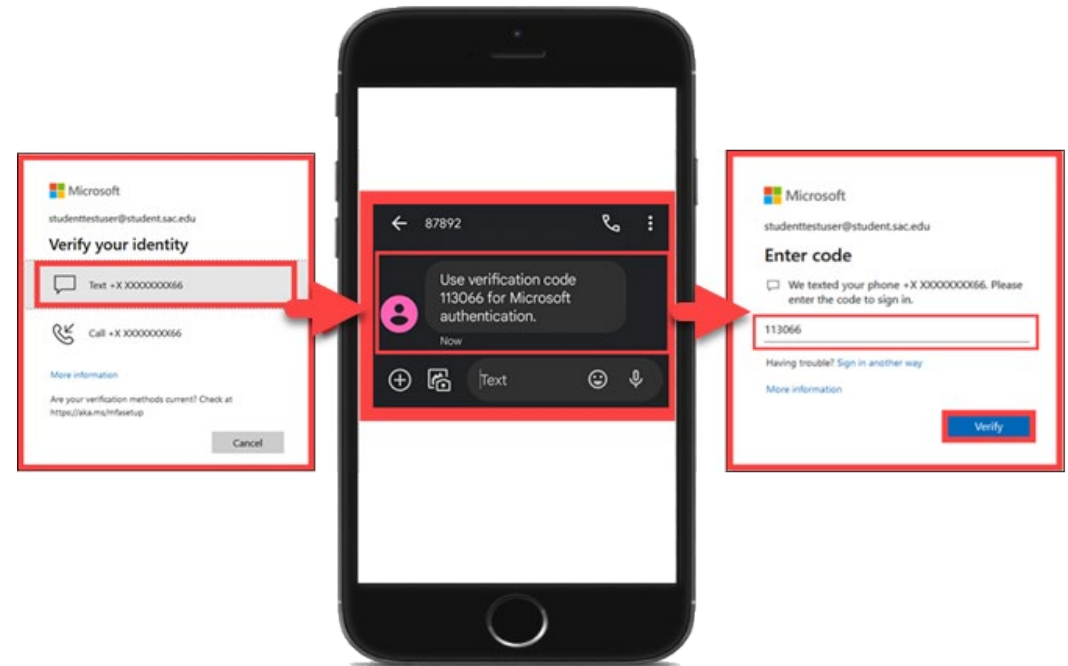 Microsoft
studenttestuser@student.sac.edu
Verify your identity
Text +X XXXXXXXX66
Call +X XXXXXXXX66
More information
Are your verification methods current? Check at
https://aka.ms/mfasetup
Cancel
87892
Use verification code
113066 for Microsoft
authentication.
Now
Text
Microsoft
studenttestuser@student.sac.edu
Enter code
We texted your phone +X XXXXXXXX66. Please
enter the code to sign in.
113066
Having trouble? Sign in another way
More information
Verify